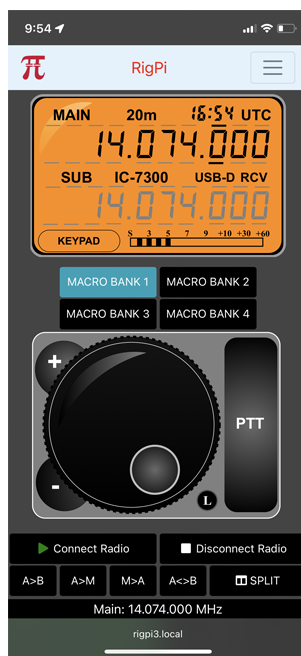 9:54
π RigPi
MAIN 20m 16:54 UTC
14.074.000
SUB IC-7300 USB-D RCV
14.074.000
KEYPAD S 3 5 7 9 +10 +30 +60
MACRO BANK 1 MACRO BANK 2
MACRO BANK 3 MACRO BANK 4
+
PTT
-
L
Connect Radio Disconnect Radio
A>B A>M M>A A<>B SPLIT
Main: 14.074.000 MHz
rigpi3.local